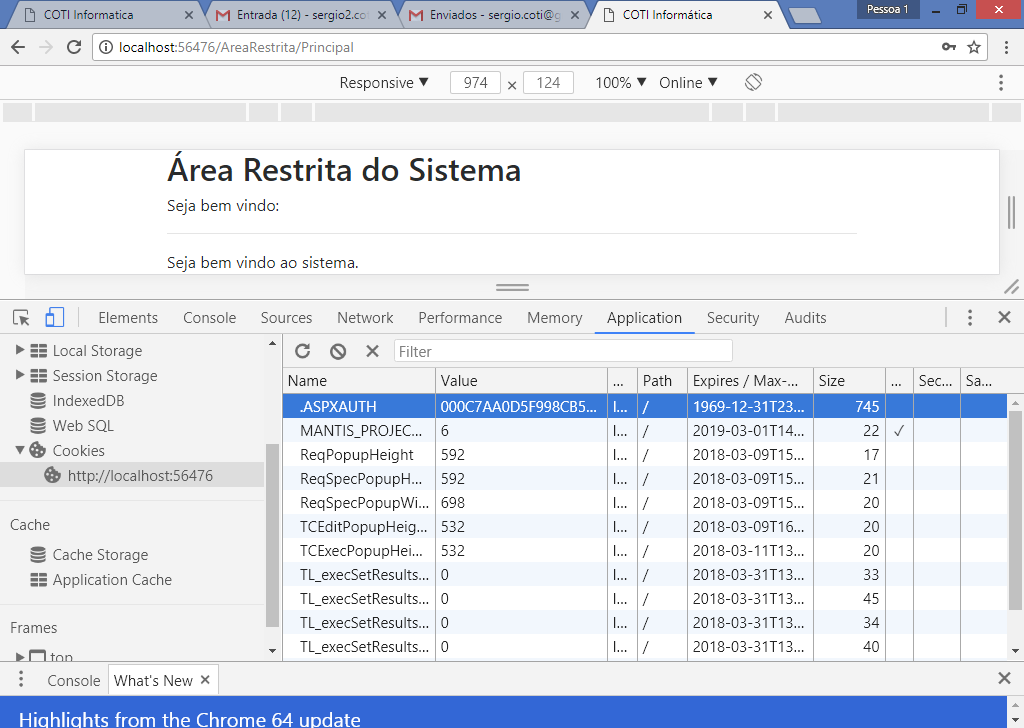 COTI Informatica
Entrada (12) - sergio2.co
Enviados - sergio.coti@g
COTI Informática
Pessoa 1
localhost:56476/AreaRestrita/Principal
Responsive ▼ 974 × 124 100% ▼ Online ▼
Área Restrita do Sistema
Seja bem vindo:
Seja bem vindo ao sistema.
Elements Console Sources Network Performance Memory Application Security Audits
Local Storage
Session Storage
IndexedDB
Web SQL
Cookies
http://localhost:56476
Cache
Cache Storage
Application Cache
Frames
top
Filter
Name Value ... Path Expires / Max-... Size ... Sec... Sa...
.ASPXAUTH 000C7AA0D5F998CB5... l... / 1969-12-31T23... 745
MANTIS_PROJEC... 6 l... / 2019-03-01T14... 22 ✓
ReqPopupHeight 592 l... / 2018-03-09T15... 17
ReqSpecPopupH... 592 l... / 2018-03-09T15... 21
ReqSpecPopupWi... 698 l... / 2018-03-09T15... 20
TCEditPopupHeig... 532 l... / 2018-03-09T16... 20
TCExecPopupHei... 532 l... / 2018-03-11T13... 20
TL_execSetResults... 0 l... / 2018-03-31T13... 33
TL_execSetResults... 0 l... / 2018-03-31T13... 45
TL_execSetResults... 0 l... / 2018-03-31T13... 34
TL_execSetResults... 0 l... / 2018-03-31T13... 40
Console What's New
Highlights from the Chrome 64 update